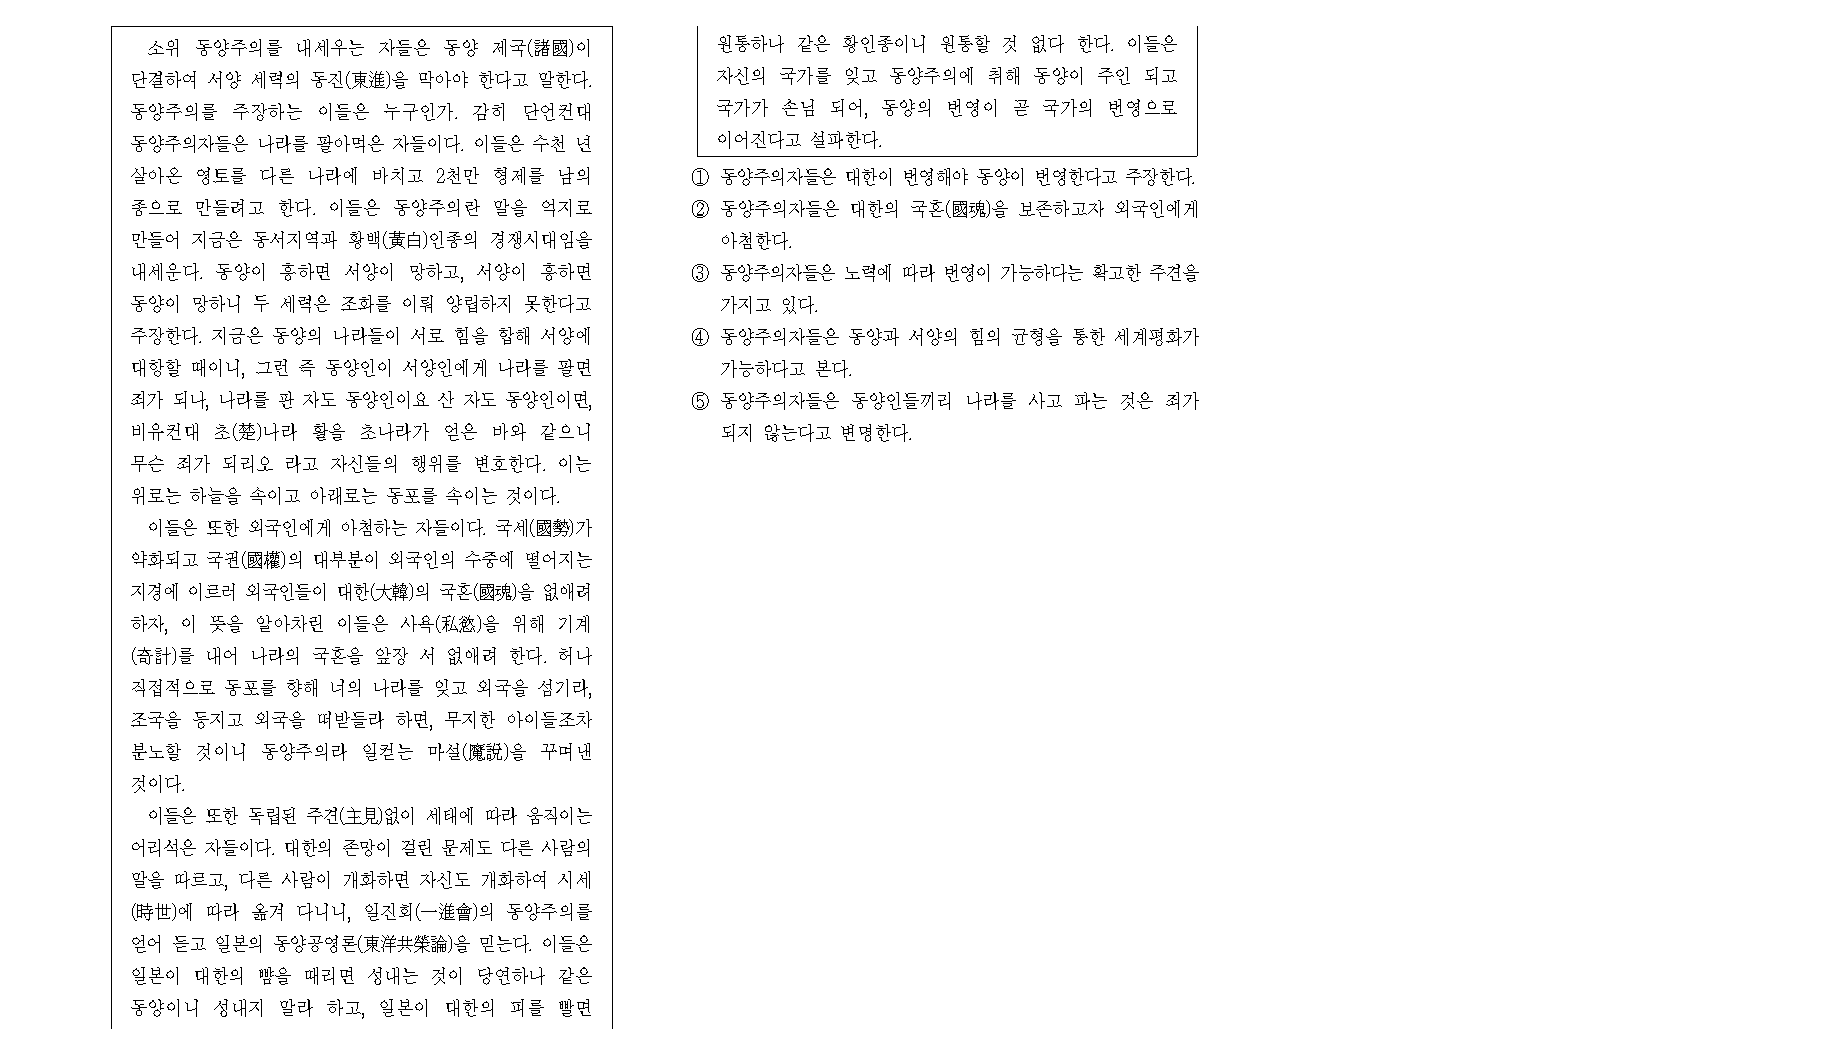 소위 동양주의를 내세우는 자들은 동양 제국(諸國)이
단결하여 서양 세력의 동진(東進)을 막아야 한다고 말한다.
동양주의를 주장하는 이들은 누구인가. 감히 단언컨대
동양주의자들은 나라를 팔아먹은 자들이다. 이들은 수천 년
살아온 영토를 다른 나라에 바치고 2천만 형제를 남의
종으로 만들려고 한다. 이들은 동양주의란 말을 억지로
만들어 지금은 동서지역과 황백(黃白)인종의 경쟁시대임을
내세운다. 동양이 흥하면 서양이 망하고, 서양이 흥하면
동양이 망하니 두 세력은 조화를 이뤄 양립하지 못한다고
주장한다. 지금은 동양의 나라들이 서로 힘을 합해 서양에
대항할 때이니, 그런 즉 동양인이 서양인에게 나라를 팔면
죄가 되나, 나라를 판 자도 동양인이요 산 자도 동양인이면,
비유컨대 초(楚)나라 활을 초나라가 얻은 바와 같으니
무슨 죄가 되리오 라고 자신들의 행위를 변호한다. 이는
위로는 하늘을 속이고 아래로는 동포를 속이는 것이다.
이들은 또한 외국인에게 아첨하는 자들이다. 국세(國勢)가
약화되고 국권(國權)의 대부분이 외국인의 수중에 떨어지는
지경에 이르러 외국인들이 대한(大韓)의 국혼(國魂)을 없애려
하자, 이 뜻을 알아차린 이들은 사욕(私慾)을 위해 기계
(奇計)를 내어 나라의 국혼을 앞장 서 없애려 한다. 허나
직접적으로 동포를 향해 너의 나라를 잊고 외국을 섬기라,
조국을 등지고 외국을 떠받들라 하면, 무지한 아이들조차
분노할 것이니 동양주의라 일컫는 마설(魔說)을 꾸며낸
것이다.
이들은 또한 독립된 주견(主見)없이 세태에 따라 움직이는
어리석은 자들이다. 대한의 존망이 걸린 문제도 다른 사람의
말을 따르고, 다른 사람이 개화하면 자신도 개화하여 시세
(時世)에 따라 옮겨 다니니, 일진회(一進會)의 동양주의를
얻어 듣고 일본의 동양공영론(東洋共榮論)을 믿는다. 이들은
일본이 대한의 뺨을 때리면 성내는 것이 당연하나 같은
동양이니 성내지 말라 하고, 일본이 대한의 피를 빨면
원통하나 같은 황인종이니 원통할 것 없다 한다. 이들은
자신의 국가를 잊고 동양주의에 취해 동양이 주인 되고
국가가 손님 되어, 동양의 번영이 곧 국가의 번영으로
이어진다고 설파한다.
① 동양주의자들은 대한이 번영해야 동양이 번영한다고 주장한다.
② 동양주의자들은 대한의 국혼(國魂)을 보존하고자 외국인에게
아첨한다.
③ 동양주의자들은 노력에 따라 번영이 가능하다는 확고한 주견을
가지고 있다.
④ 동양주의자들은 동양과 서양의 힘의 균형을 통한 세계평화가
가능하다고 본다.
⑤ 동양주의자들은 동양인들끼리 나라를 사고 파는 것은 죄가
되지 않는다고 변명한다.